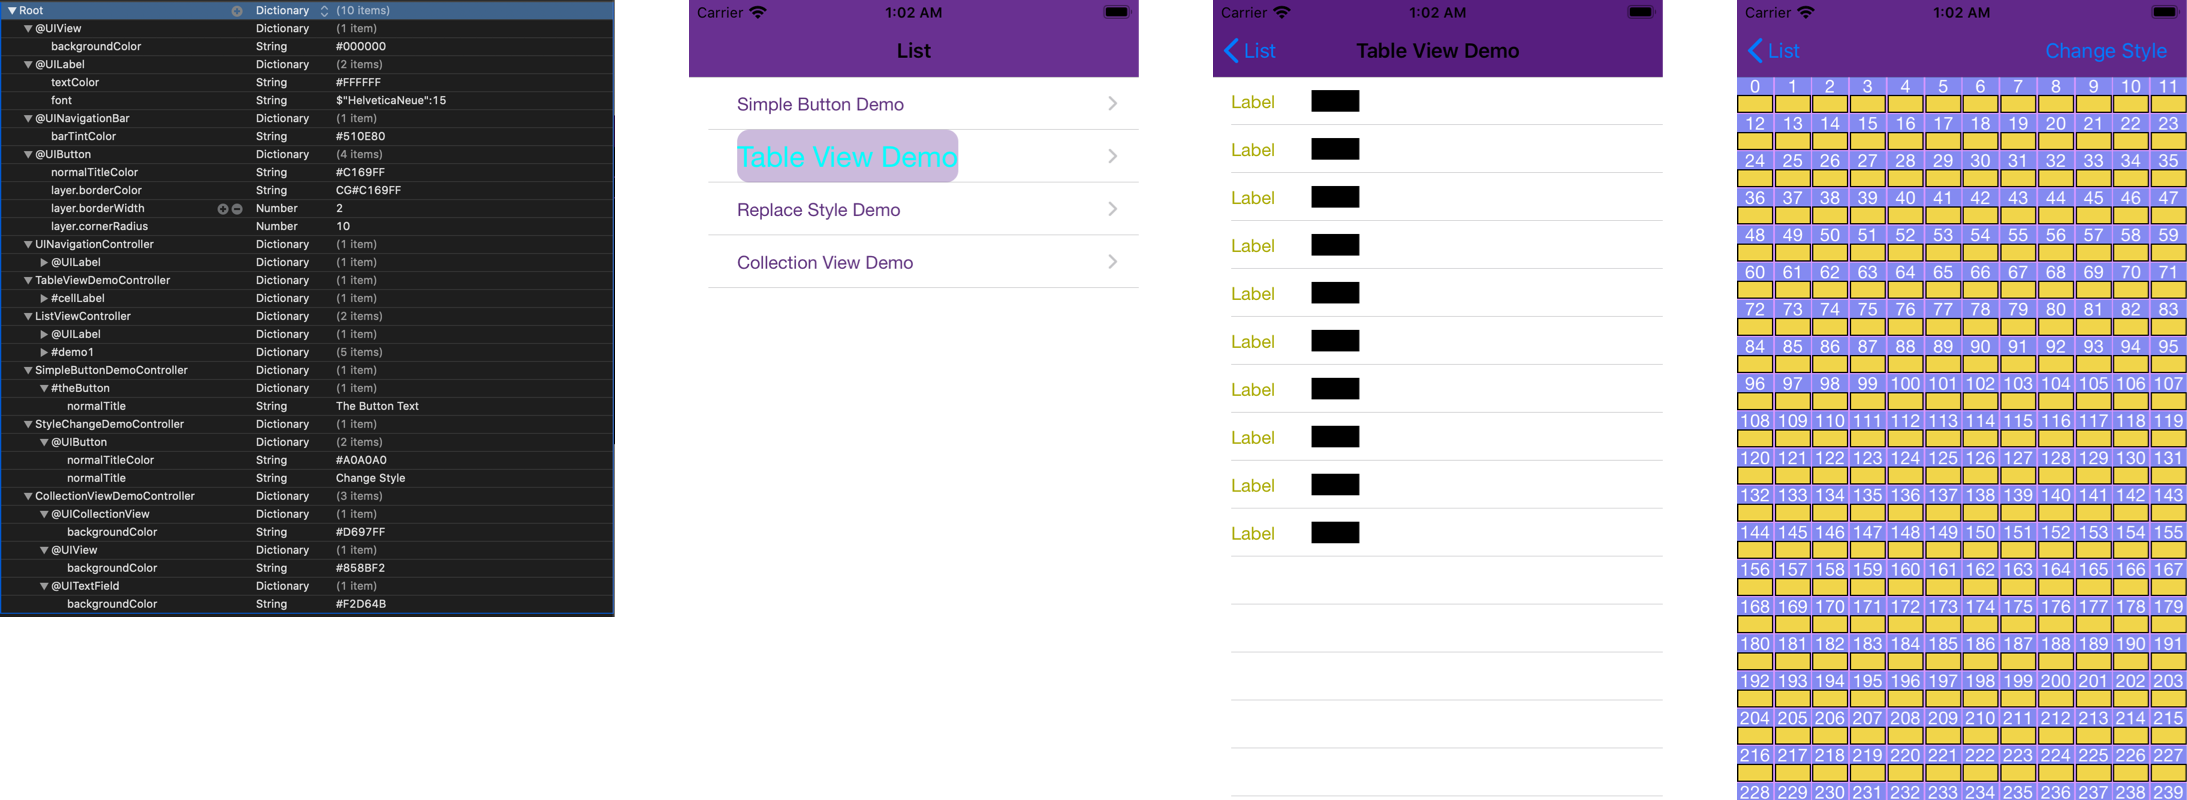 Root Dictionary (10 items)
@UIView Dictionary (1 item)
backgroundColor String #000000
@UILabel Dictionary (2 items)
textColor String #FFFFFF
font String $"HelveticaNeue":15
@UINavigationBar Dictionary (1 item)
barTintColor String #510E80
@UIButton Dictionary (4 items)
normalTitleColor String #C169FF
layer.borderColor String CG#C169FF
layer.borderWidth Number 2
layer.cornerRadius Number 10
UINavigationController Dictionary (1 item)
@UILabel Dictionary (1 item)
TableViewDemoController Dictionary (1 item)
#cellLabel Dictionary (1 item)
ListViewController Dictionary (2 items)
@UILabel Dictionary (1 item)
#demo1 Dictionary (5 items)
SimpleButtonDemoController Dictionary (1 item)
#theButton Dictionary (1 item)
normalTitle String The Button Text
StyleChangeDemoController Dictionary (1 item)
@UIButton Dictionary (2 items)
normalTitleColor String #A0A0A0
normalTitle String Change Style
CollectionViewDemoController Dictionary (3 items)
@UICollectionView Dictionary (1 item)
backgroundColor String #D697FF
@UIView Dictionary (1 item)
backgroundColor String #858BF2
@UITextField Dictionary (1 item)
backgroundColor String #F2D64B
Carrier 1:02 AM
List
Simple Button Demo
Table View Demo
Replace Style Demo
Collection View Demo
Carrier 1:02 AM
List Table View Demo
Label
Label
Label
Label
Label
Label
Label
Label
Label
Label
Carrier 1:02 AM
List Change Style
0 1 2 3 4 5 6 7 8 9 10 11
12 13 14 15 16 17 18 19 20 21 22 23
24 25 26 27 28 29 30 31 32 33 34 35
36 37 38 39 40 41 42 43 44 45 46 47
48 49 50 51 52 53 54 55 56 57 58 59
60 61 62 63 64 65 66 67 68 69 70 71
72 73 74 75 76 77 78 79 80 81 82 83
84 85 86 87 88 89 90 91 92 93 94 95
96 97 98 99 100 101 102 103 104 105 106 107
108 109 110 111 112 113 114 115 116 117 118 119
120 121 122 123 124 125 126 127 128 129 130 131
132 133 134 135 136 137 138 139 140 141 142 143
144 145 146 147 148 149 150 151 152 153 154 155
156 157 158 159 160 161 162 163 164 165 166 167
168 169 170 171 172 173 174 175 176 177 178 179
180 181 182 183 184 185 186 187 188 189 190 191
192 193 194 195 196 197 198 199 200 201 202 203
204 205 206 207 208 209 210 211 212 213 214 215
216 217 218 219 220 221 222 223 224 225 226 227
228 229 230 231 232 233 234 235 236 237 238 239